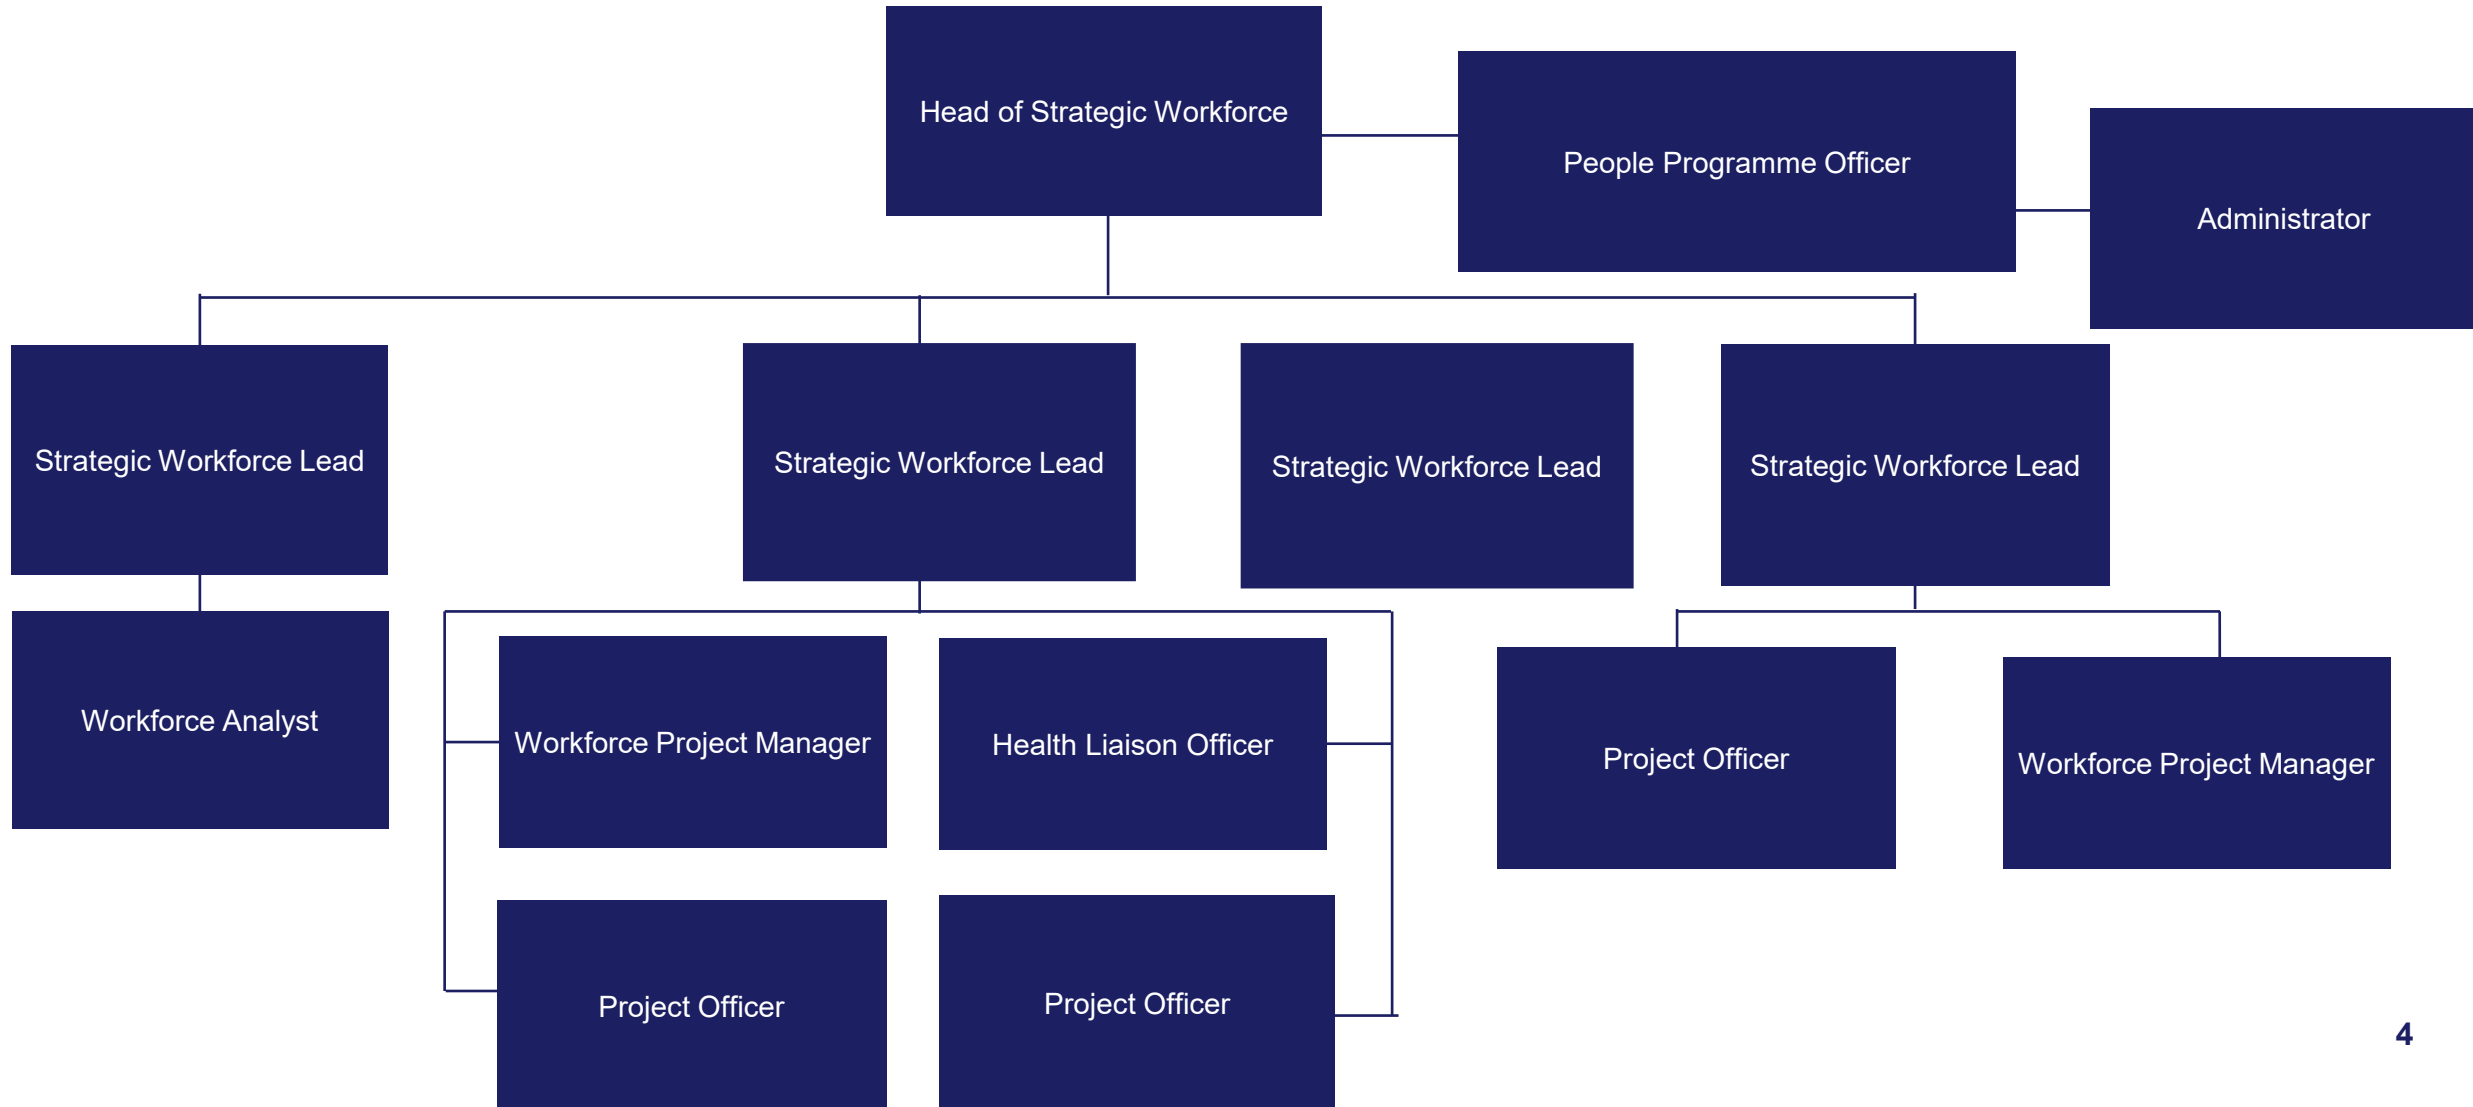 Head of Strategic Workforce
People Programme Officer
Administrator
Strategic Workforce Lead
Strategic Workforce Lead
Strategic Workforce Lead
Strategic Workforce Lead
Workforce Analyst
Workforce Project Manager
Health Liaison Officer
Project Officer
Workforce Project Manager
Project Officer
Project Officer
4